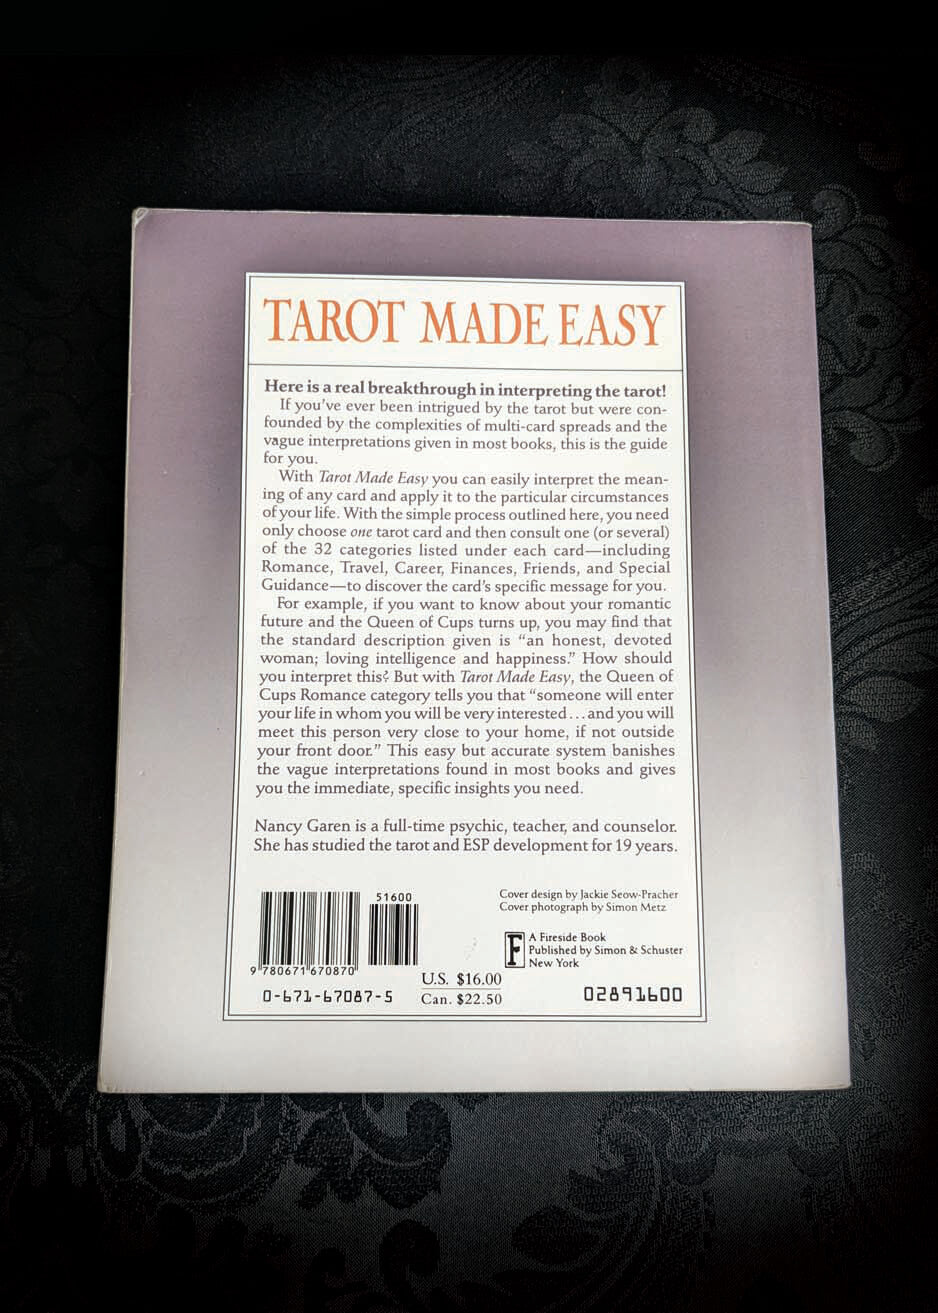 TAROT MADE EASY
Here is a real breakthrough in interpreting the tarot!
If you've ever been intrigued by the tarot but were con-
founded by the complexities of multi-card spreads and the
vague interpretations given in most books, this is the guide
for you.
With Tarot Made Easy you can easily interpret the mean-
ing of any card and apply it to the particular circumstances
of your life. With the simple process outlined here, you need
only choose one tarot card and then consult one (or several)
of the 32 categories listed under each card—including
Romance, Travel, Career, Finances, Friends, and Special
Guidance—to discover the card's specific message for you.
For example, if you want to know about your romantic
future and the Queen of Cups turns up, you may find that
the standard description given is "an honest, devoted
woman; loving intelligence and happiness." How should
you interpret this? But with Tarot Made Easy, the Queen of
Cups Romance category tells you that "someone will enter
your life in whom you will be very interested...and you will
meet this person very close to your home, if not outside
your front door." This easy but accurate system banishes
the vague interpretations found in most books and gives
you the immediate, specific insights you need.
Nancy Garen is a full-time psychic, teacher, and counselor.
She has studied the tarot and ESP development for 19 years.
51600
9 780671 670870
0-671-67087-5
Cover design by Jackie Seow-Pracher
Cover photograph by Simon Metz
F
A Fireside Book
Published by Simon & Schuster
New York
U.S. $16.00
Can. $22.50
02891600